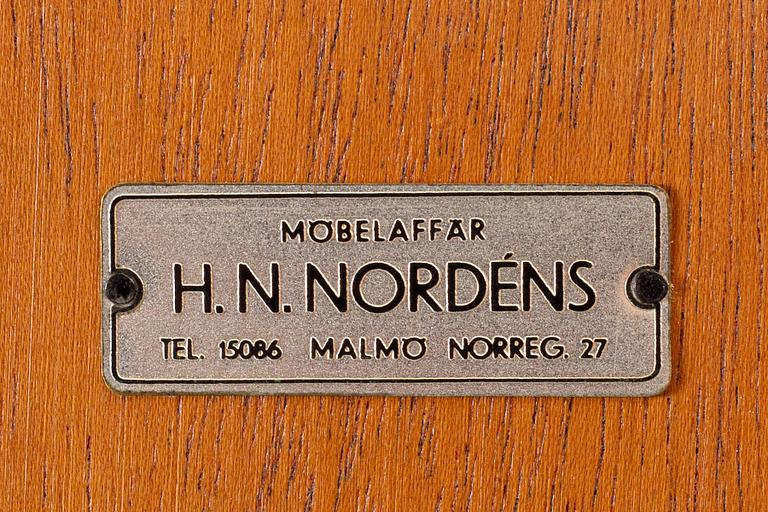 MÖBELAFFÄR
H.N.NORDÉNS
TEL. 15086 MALMÖ NORREG. 27